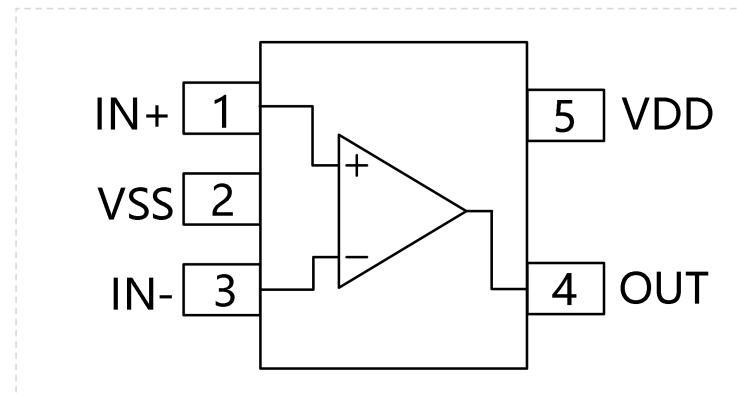 IN+ 1
5 VDD
+
VSS 2
−
IN- 3
4 OUT